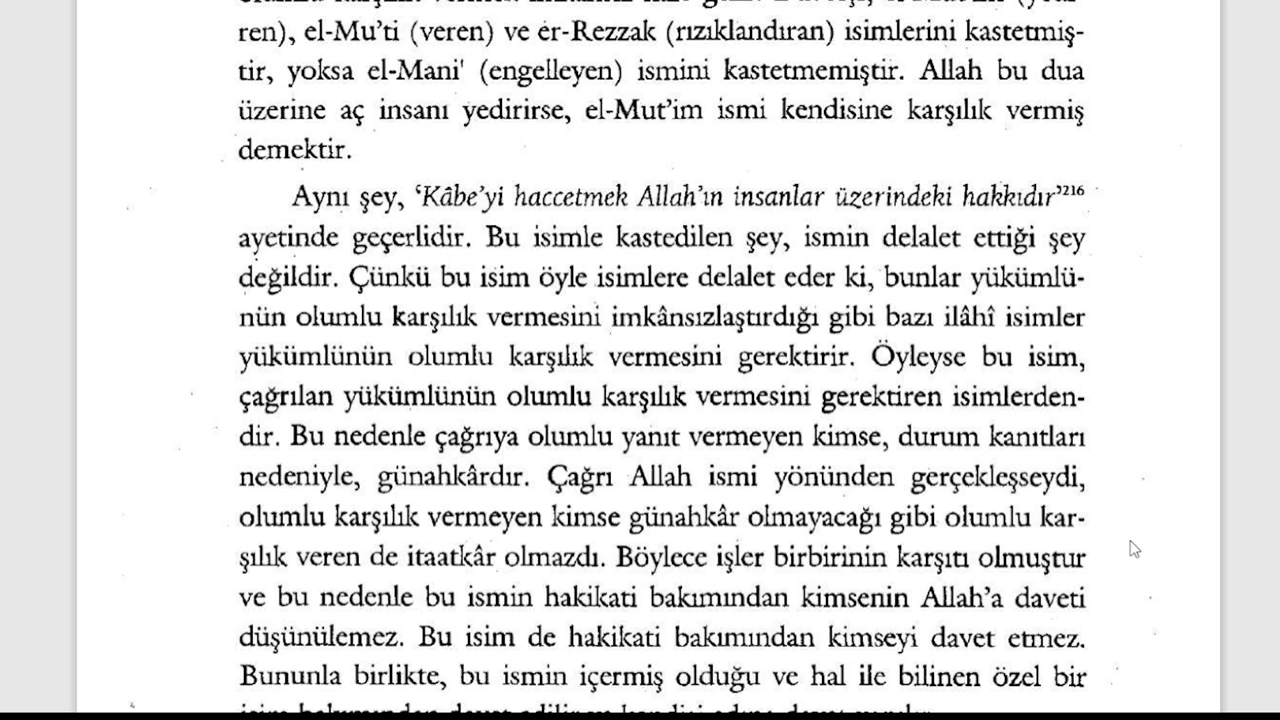 ren), el-Mu’ti (veren) ve er-Rezzak (rızıklandıran) isimlerini kastetmiş-
tir, yoksa el-Mani' (engelleyen) ismini kastetmemiştir. Allah bu dua
üzerine aç insanı yedirirse, el-Mut’im ismi kendisine karşılık vermiş
demektir.
Aynı şey, ‘Kâbe’yi haccetmek Allah’ın insanlar üzerindeki hakkıdır’216
ayetinde geçerlidir. Bu isimle kastedilen şey, ismin delalet ettiği şey
değildir. Çünkü bu isim öyle isimlere delalet eder ki, bunlar yükümlü-
nün olumlu karşılık vermesini imkânsızlaştırdığı gibi bazı ilâhî isimler
yükümlünün olumlu karşılık vermesini gerektirir. Öyleyse bu isim,
çağrılan yükümlünün olumlu karşılık vermesini gerektiren isimlerden-
dir. Bu nedenle çağrıya olumlu yanıt vermeyen kimse, durum kanıtları
nedeniyle, günahkârdır. Çağrı Allah ismi yönünden gerçekleşseydi,
olumlu karşılık vermeyen kimse günahkâr olmayacağı gibi olumlu kar-
şılık veren de itaatkâr olmazdı. Böylece işler birbirinin karşıtı olmuştur
ve bu nedenle bu ismin hakikati bakımından kimsenin Allah’a daveti
düşünülemez. Bu isim de hakikati bakımından kimseyi davet etmez.
Bununla birlikte, bu ismin içermiş olduğu ve hal ile bilinen özel bir